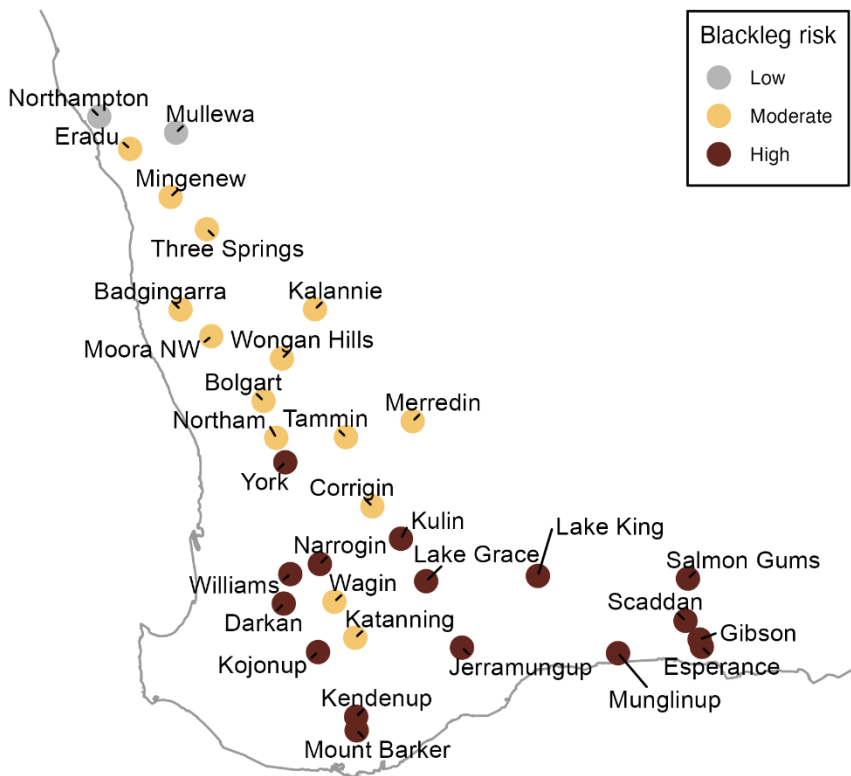 Blackleg risk
Low
Moderate
High
Northampton
Mullewa
Eradu
Mingenew
Three Springs
Badgingarra
Kalannie
Moora NW
Wongan Hills
Bolgart
Merredin
Northam
Tammin
York
Corrigin
Kulin
Lake King
Narrogin
Lake Grace
Salmon Gums
Williams
Wagin
Scaddan
Darkan
Katanning
Gibson
Kojonup
Jerramungup
Esperance
Munglinup
Kendenup
Mount Barker